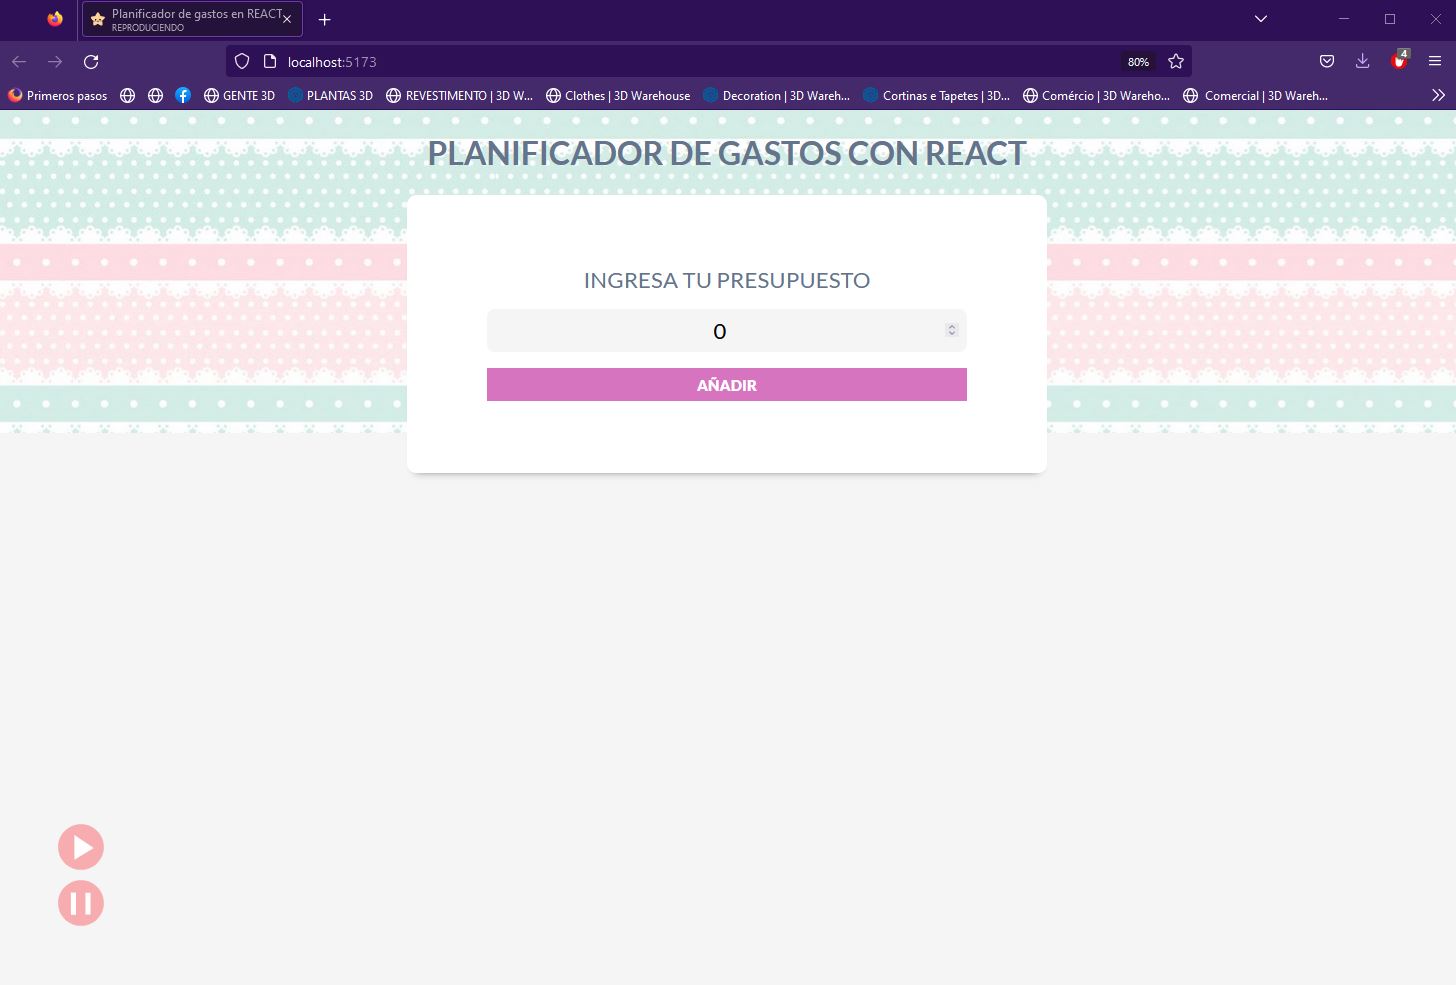 Planificador de gastos en REACT
REPRODUCIENDO
localhost:5173
80%
4
Primeros pasos
GENTE 3D
PLANTAS 3D
REVESTIMENTO | 3D W...
Clothes | 3D Warehouse
Decoration | 3D Wareh...
Cortinas e Tapetes | 3D...
Comércio | 3D Wareho...
Comercial | 3D Wareh...
PLANIFICADOR DE GASTOS CON REACT
INGRESA TU PRESUPUESTO
0
AÑADIR